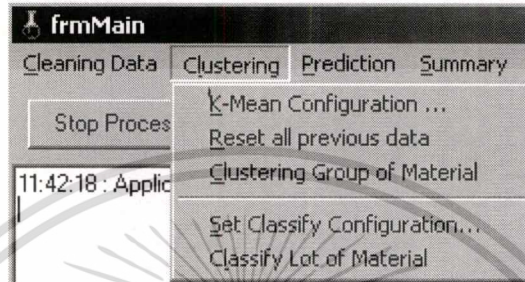 frmMain
Cleaning Data Clustering Prediction Summary
K-Mean Configuration ...
Stop Proces
Reset all previous data
Clustering Group of Material
11:42:18 : Applic
Set Classify Configuration...
Classify Lot of Material